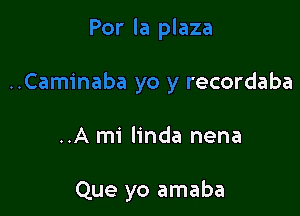 Por la plaza
..Caminaba yo y recordaba
..A mi linda nena
Que yo amaba